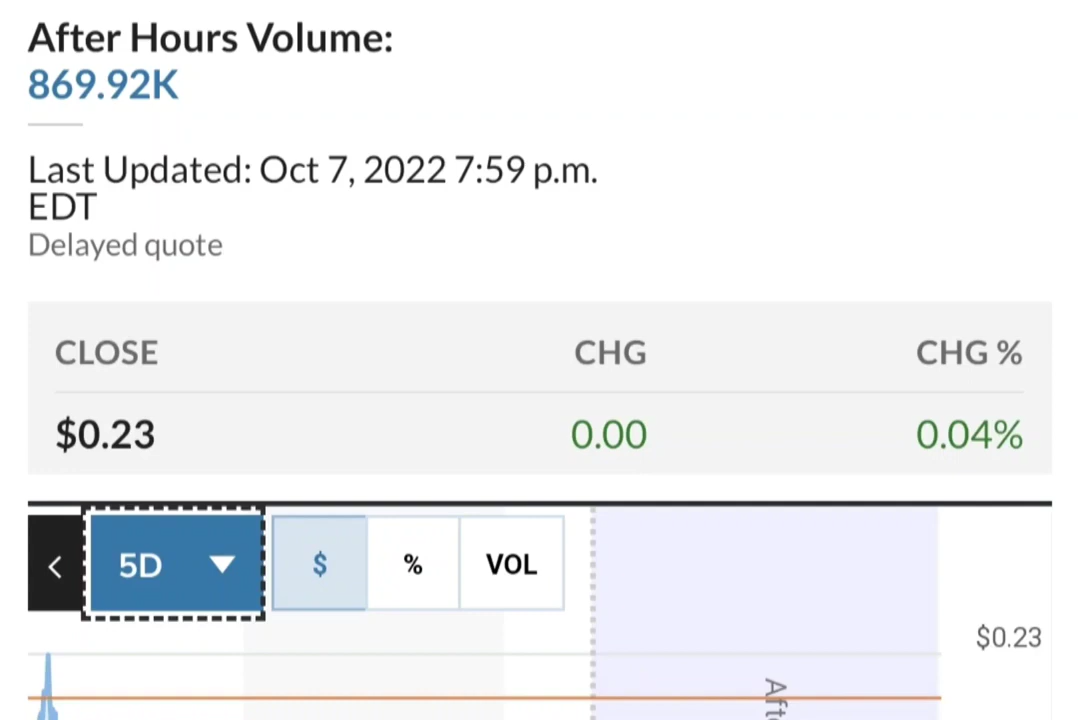 After Hours Volume:
869.92K
Last Updated: Oct 7, 2022 7:59 p.m.
EDT
Delayed quote
CLOSE CHG CHG %
$0.23 0.00 0.04%
5D $ % VOL
$0.23